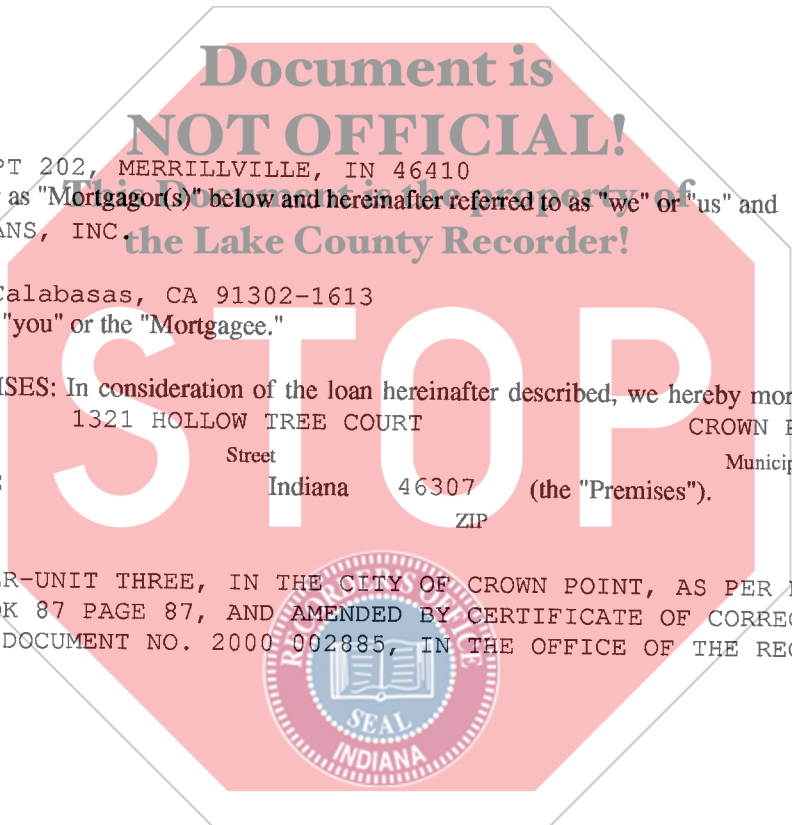 Document is
NOT OFFICIAL!
PT 202, MERRILLVILLE, IN 46410
as "Mortgagor(s)" below and hereinafter referred to as "we" or "us" and
This Document is the property of
ANS, INC.
the Lake County Recorder!
Calabasas, CA 91302-1613
"you" or the "Mortgagee."
STOP
ISES: In consideration of the loan hereinafter described, we hereby mor
1321 HOLLOW TREE COURT CROWN P
Street Municip
Indiana 46307 (the "Premises").
ZIP
ER-UNIT THREE, IN THE CITY OF CROWN POINT, AS PER
OK 87 PAGE 87, AND AMENDED BY CERTIFICATE OF CORREC
DOCUMENT NO. 2000 002885, IN THE OFFICE OF THE REC
RECORDER'S OFFICE
SEAL
INDIANA